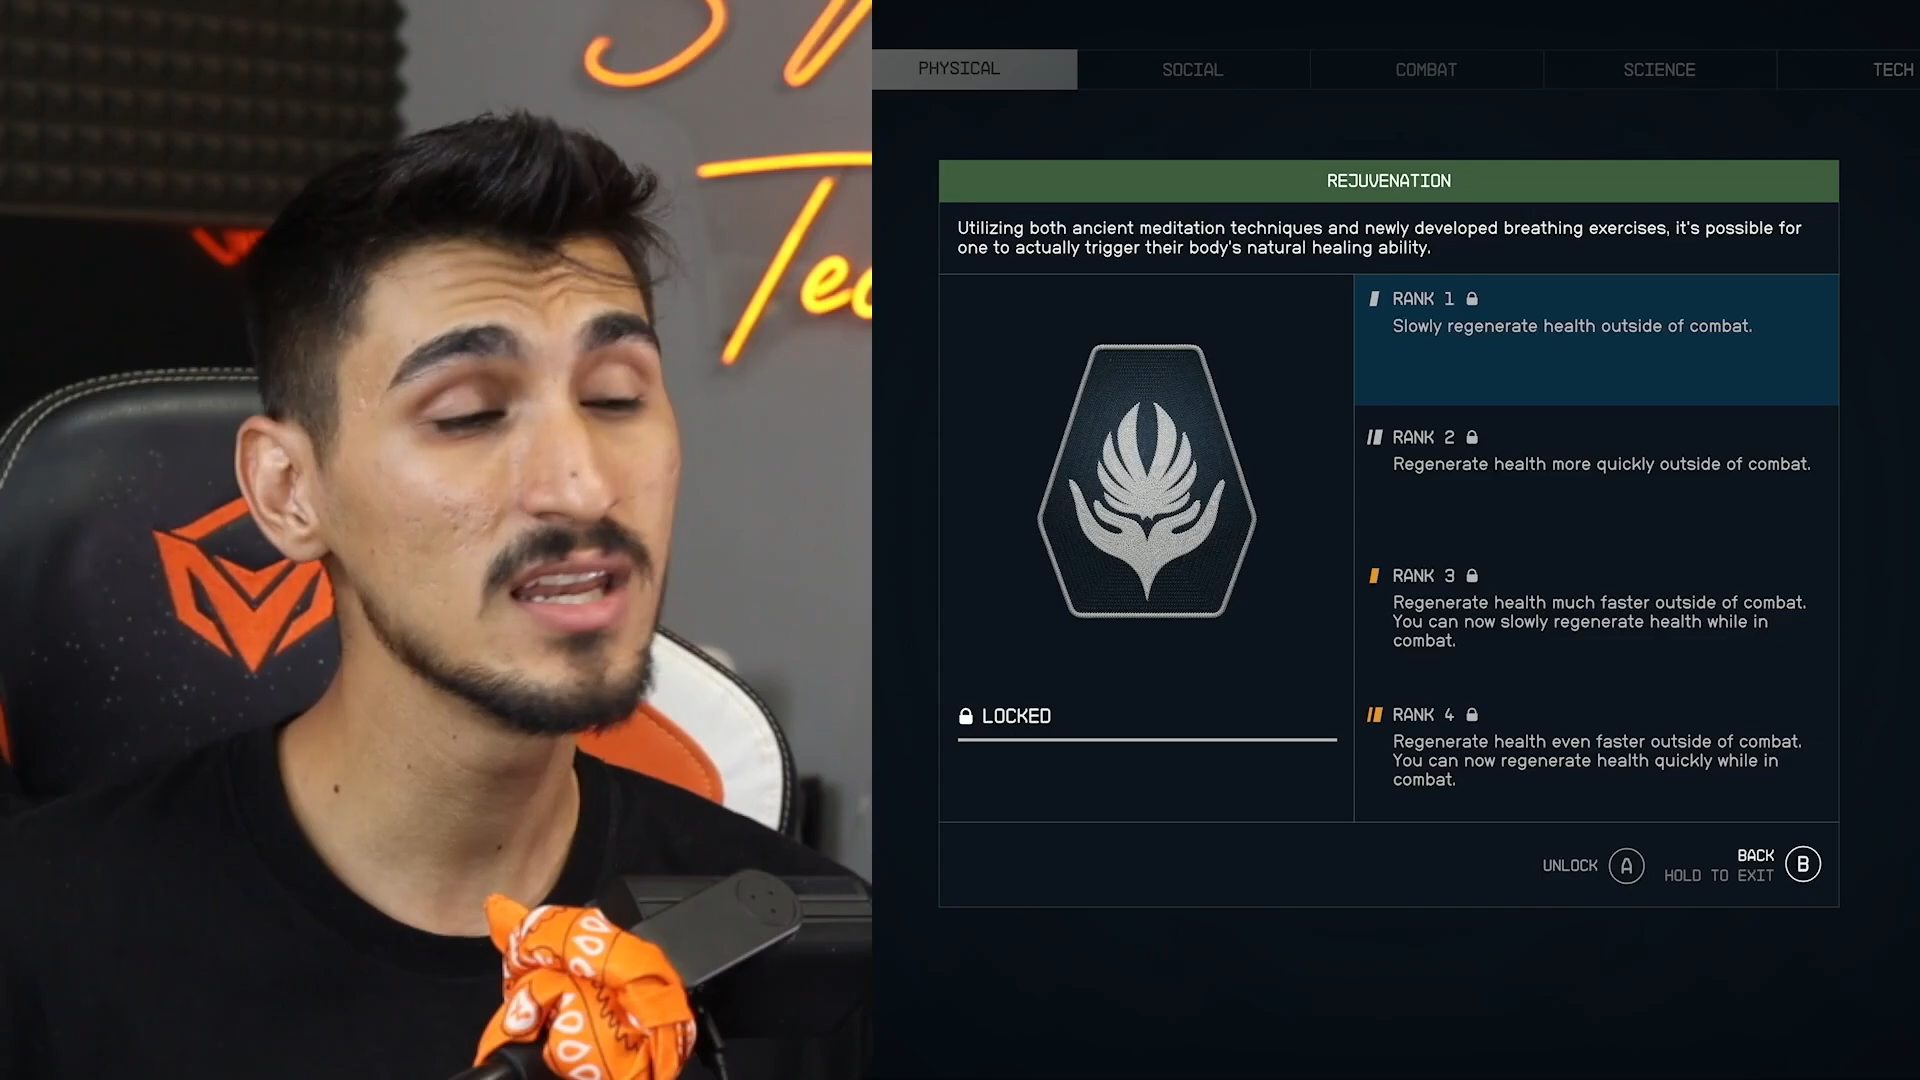 Tec
PHYSICAL
SOCIAL
COMBAT
SCIENCE
TECH
REJUVENATION
Utilizing both ancient meditation techniques and newly developed breathing exercises, it's possible for
one to actually trigger their body's natural healing ability.
RANK 1
Slowly regenerate health outside of combat.
RANK 2
Regenerate health more quickly outside of combat.
RANK 3
Regenerate health much faster outside of combat.
You can now slowly regenerate health while in
combat.
RANK 4
Regenerate health even faster outside of combat.
You can now regenerate health quickly while in
combat.
LOCKED
UNLOCK A
BACK
HOLD TO EXIT
B